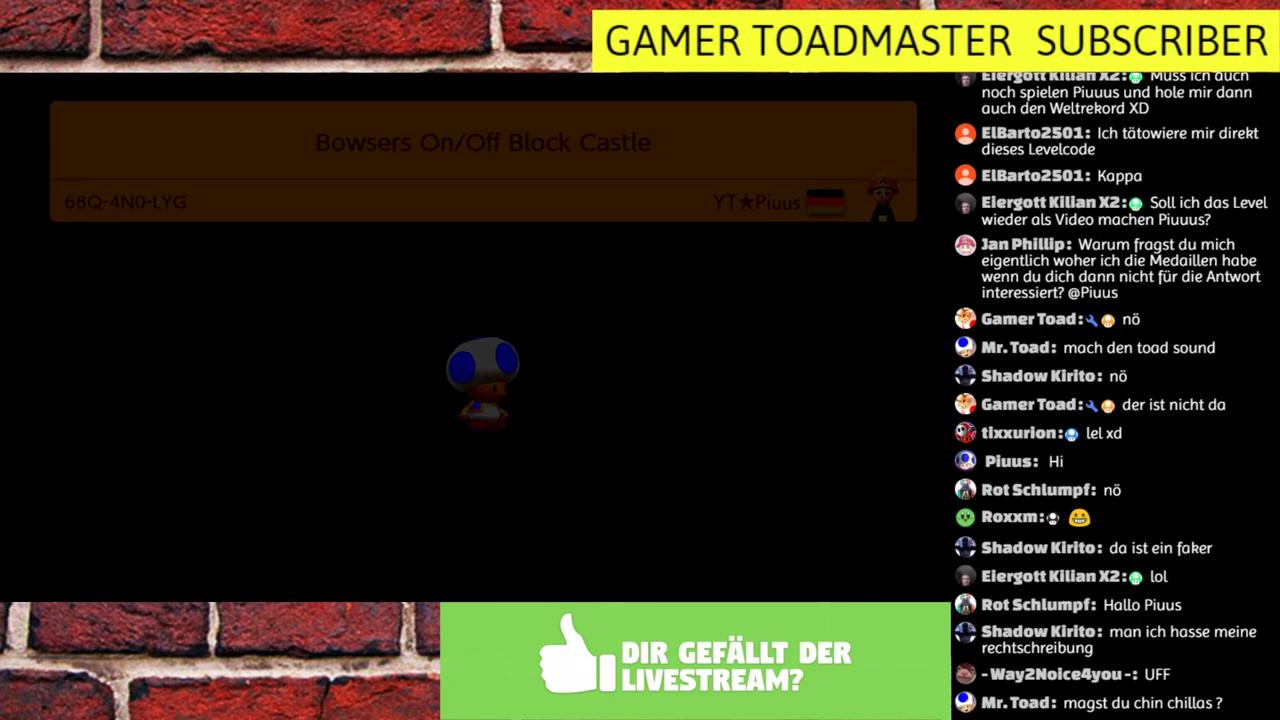 GAMER TOADMASTER SUBSCRIBER
Bowsers On/Off Block Castle
68Q-4N0-LYG
YT★Piuus
Eiergott Kilian X2: Muss ich auch
noch spielen Piuuus und hole mir dann
auch den Weltrekord XD
ElBarto2501: Ich tätowiere mir direkt
dieses Levelcode
ElBarto2501: Kappa
Eiergott Kilian X2: Soll ich das Level
wieder als Video machen Piuuus?
Jan Phillip: Warum fragst du mich
eigentlich woher ich die Medaillen habe
wenn du dich dann nicht für die Antwort
interessiert? @Piuus
Gamer Toad: nö
Mr. Toad: mach den toad sound
Shadow Kirito: nö
Gamer Toad: der ist nicht da
tixxurion: lel xd
Piuus: Hi
Rot Schlumpf: nö
Roxxm:
Shadow Kirito: da ist ein faker
Eiergott Kilian X2: lol
Rot Schlumpf: Hallo Piuus
Shadow Kirito: man ich hasse meine
rechtschreibung
-Way2Noice4you-: UFF
Mr. Toad: magst du chin chillas ?
DIR GEFÄLLT DER
LIVESTREAM?